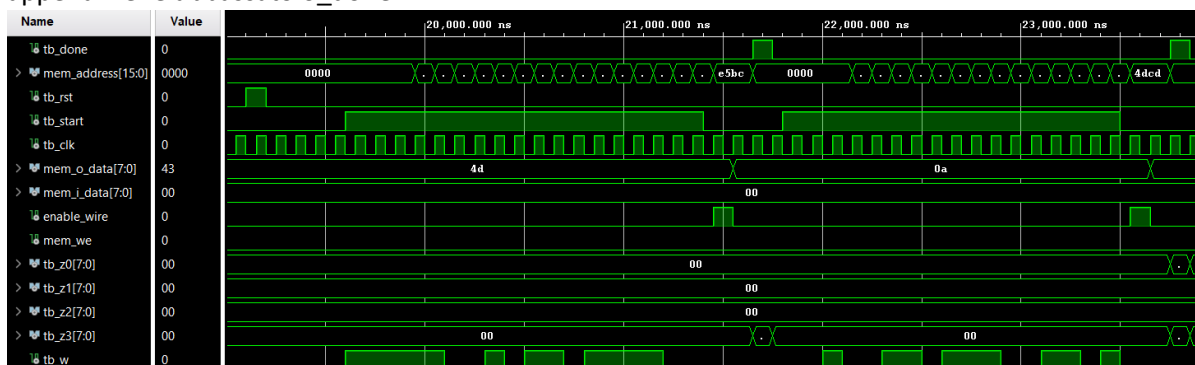 Name Value 20,000.000 ns 21,000.000 ns 22,000.000 ns 23,000.000 ns
tb_done 0
mem_address[15:0] 0000 0000 e5bc 0000 4dcd
tb_rst 0
tb_start 0
tb_clk 0
mem_o_data[7:0] 43 4d 0a
mem_i_data[7:0] 00 00
enable_wire 0
mem_we 0
tb_z0[7:0] 00 00
tb_z1[7:0] 00 00
tb_z2[7:0] 00 00
tb_z3[7:0] 00 00 00
tb_w 0